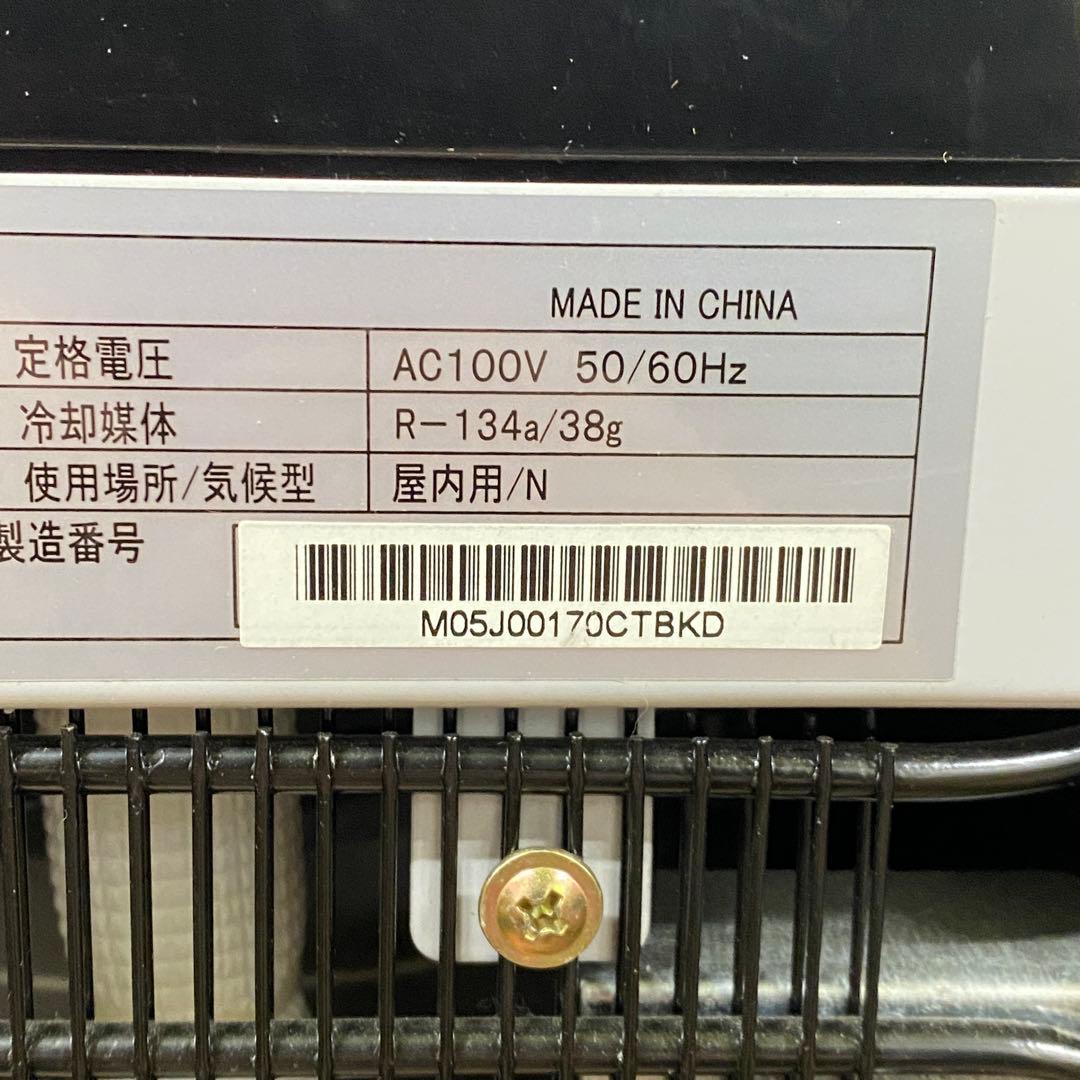 MADE IN CHINA
定格電圧 AC100V 50/60Hz
冷却媒体 R-134a/38g
使用場所/気候型 屋内用/N
製造番号
M05J00170CTBKD